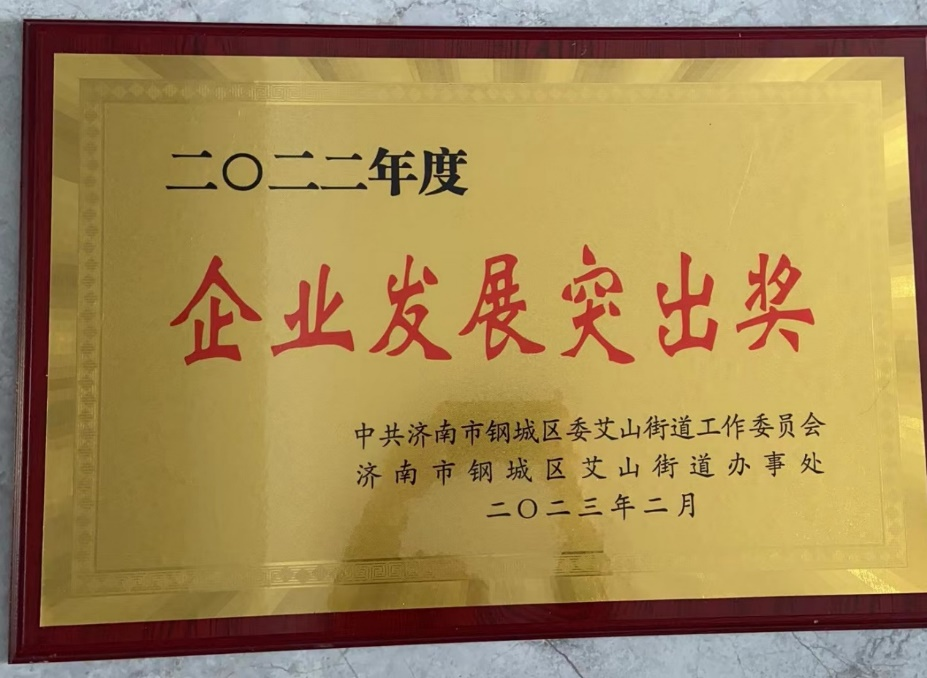 二〇二二年度
企业发展突出奖
中共济南市钢城区委艾山街道工作委员会
济南市钢城区艾山街道办事处
二〇二三年二月